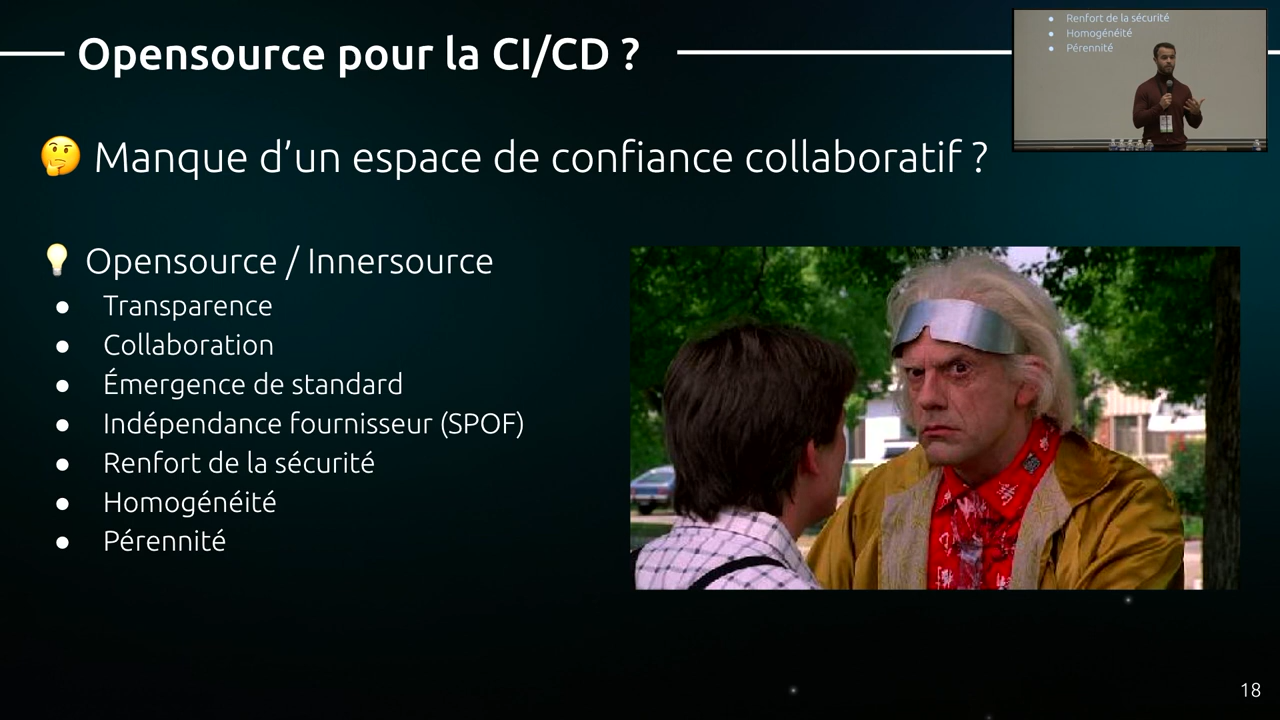 Opensource pour la CI/CD ?
● Renfort de la sécurité
● Homogénéité
● Pérennité
🤔 Manque d’un espace de confiance collaboratif ?
💡 Opensource / Innersource
● Transparence
● Collaboration
● Émergence de standard
● Indépendance fournisseur (SPOF)
● Renfort de la sécurité
● Homogénéité
● Pérennité
18